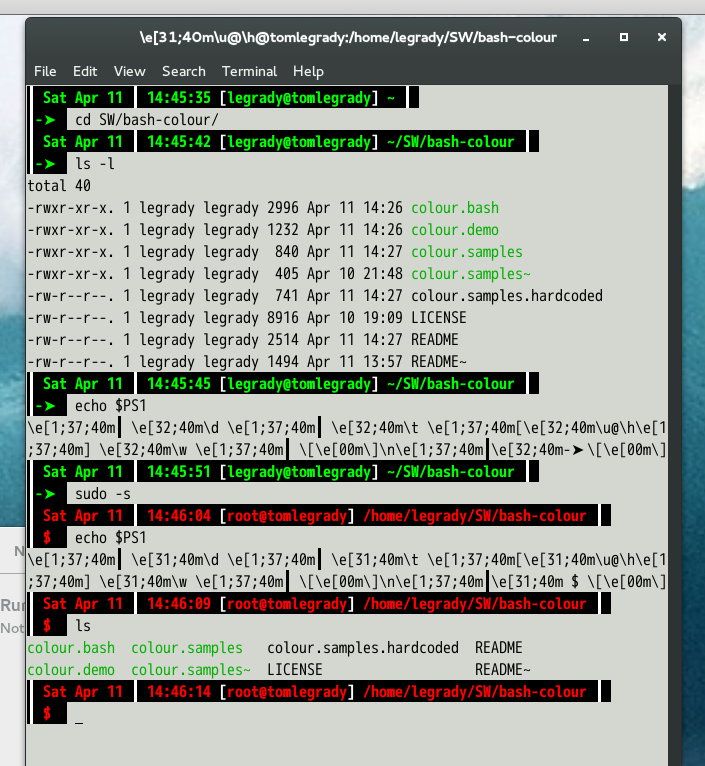 \e[31;40m\u@\h@tomlegrady:/home/legrady/SW/bash-colour
File Edit View Search Terminal Help
Sat Apr 11 | 14:45:35 [legrady@tomlegrady] ~ |
-➤ cd SW/bash-colour/
Sat Apr 11 | 14:45:42 [legrady@tomlegrady] ~/SW/bash-colour |
-➤ ls -l
total 40
-rwxr-xr-x. 1 legrady legrady 2996 Apr 11 14:26 colour.bash
-rwxr-xr-x. 1 legrady legrady 1232 Apr 11 14:26 colour.demo
-rwxr-xr-x. 1 legrady legrady  840 Apr 11 14:27 colour.samples
-rwxr-xr-x. 1 legrady legrady  405 Apr 10 21:48 colour.samples~
-rw-r--r--. 1 legrady legrady  741 Apr 11 14:27 colour.samples.hardcoded
-rw-r--r--. 1 legrady legrady 8916 Apr 10 19:09 LICENSE
-rw-r--r--. 1 legrady legrady 2514 Apr 11 14:27 README
-rw-r--r--. 1 legrady legrady 1494 Apr 11 13:57 README~
Sat Apr 11 | 14:45:45 [legrady@tomlegrady] ~/SW/bash-colour |
-➤ echo $PS1
\e[1;37;40m| \e[32;40m\d \e[1;37;40m| \e[32;40m\t \e[1;37;40m[\e[32;40m\u@\h\e[1
;37;40m] \e[32;40m\w \e[1;37;40m| \[\e[00m\]\n\e[1;37;40m|\e[32;40m-➤ \[\e[00m\]
Sat Apr 11 | 14:45:51 [legrady@tomlegrady] ~/SW/bash-colour |
-➤ sudo -s
Sat Apr 11 | 14:46:04 [root@tomlegrady] /home/legrady/SW/bash-colour |
$ echo $PS1
\e[1;37;40m| \e[31;40m\d \e[1;37;40m| \e[31;40m\t \e[1;37;40m[\e[31;40m\u@\h\e[1
;37;40m] \e[31;40m\w \e[1;37;40m| \[\e[00m\]\n\e[1;37;40m|\e[31;40m $ \[\e[00m\]
Sat Apr 11 | 14:46:09 [root@tomlegrady] /home/legrady/SW/bash-colour |
$ ls
colour.bash  colour.samples   colour.samples.hardcoded  README
colour.demo  colour.samples~  LICENSE                   README~
Sat Apr 11 | 14:46:14 [root@tomlegrady] /home/legrady/SW/bash-colour |
$ _